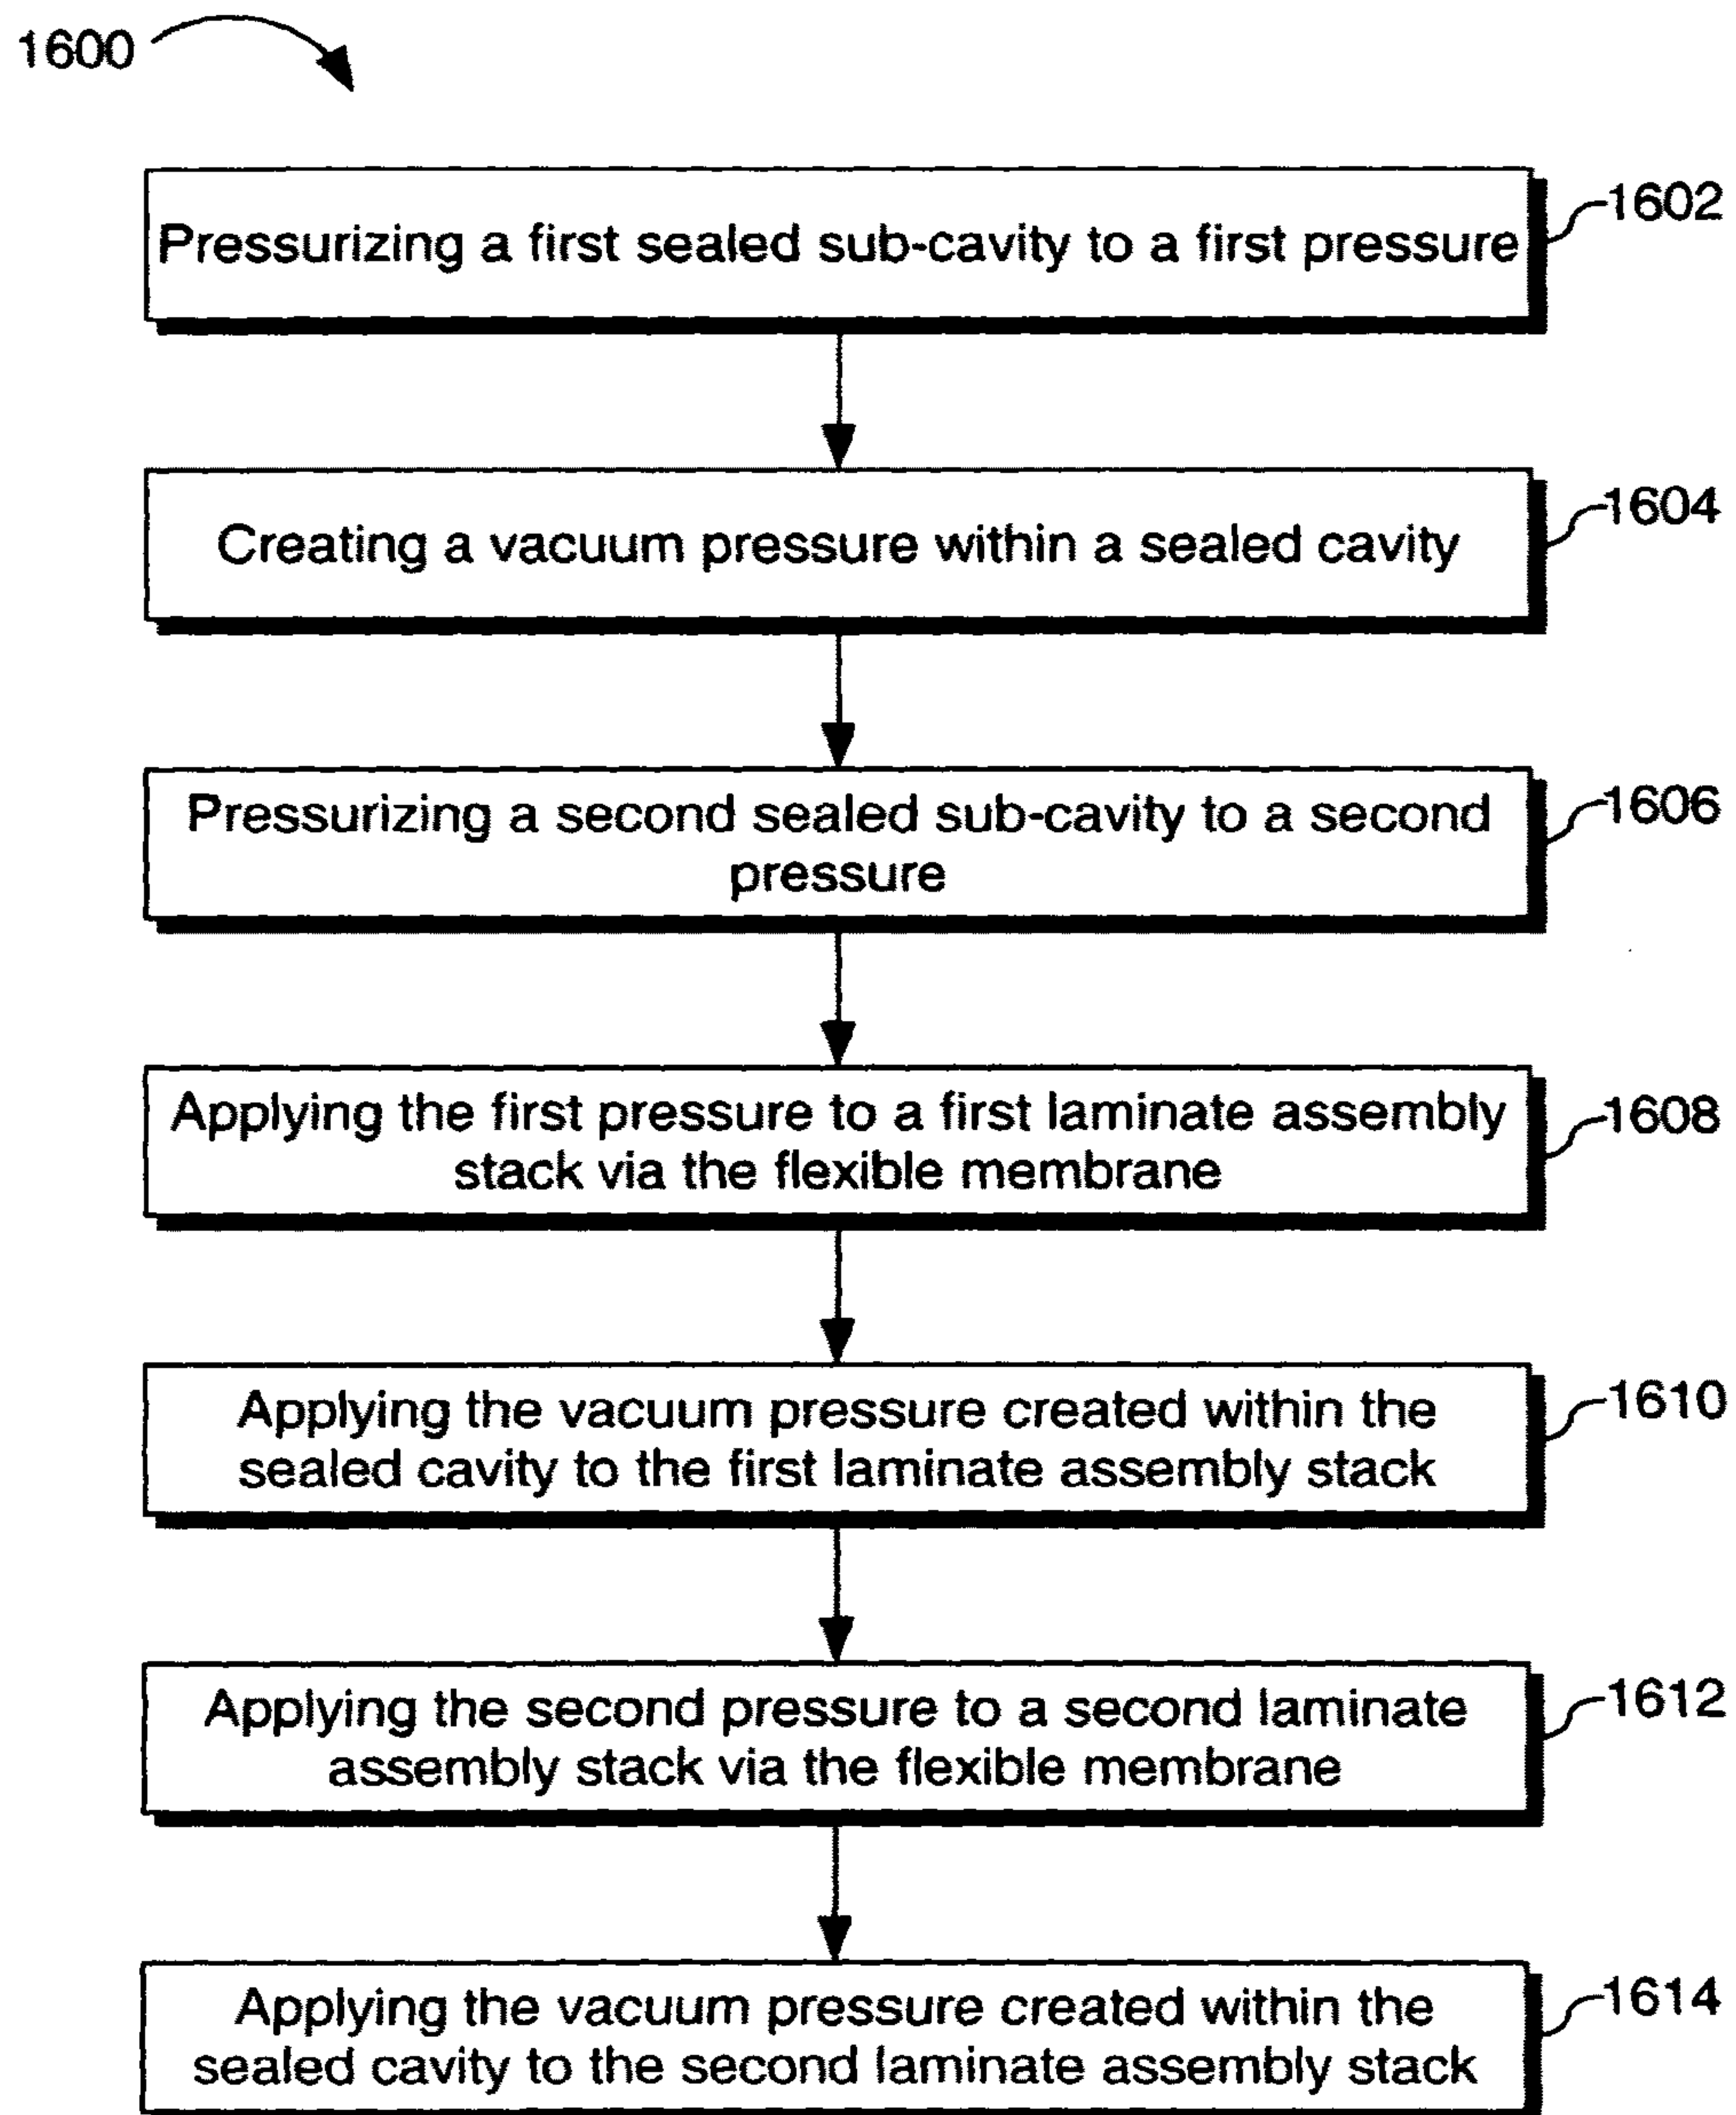 1600
Pressurizing a first sealed sub-cavity to a first pressure
1602
Creating a vacuum pressure within a sealed cavity
1604
Pressurizing a second sealed sub-cavity to a second
pressure
1606
Applying the first pressure to a first laminate assembly
stack via the flexible membrane
1608
Applying the vacuum pressure created within the
sealed cavity to the first laminate assembly stack
1610
Applying the second pressure to a second laminate
assembly stack via the flexible membrane
1612
Applying the vacuum pressure created within the
sealed cavity to the second laminate assembly stack
1614